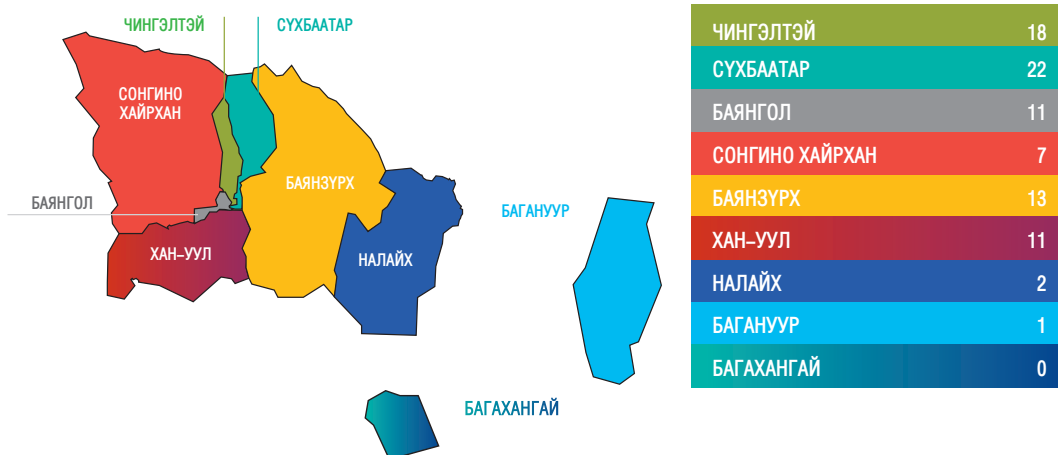 ЧИНГЭЛТЭЙ
СҮХБААТАР
СОНГИНО
ХАЙРХАН
БАЯНЗҮРХ
БАЯНГОЛ
БАГАНУУР
ХАН–УУЛ
НАЛАЙХ
БАГАХАНГАЙ
ЧИНГЭЛТЭЙ 18
СҮХБААТАР 22
БАЯНГОЛ 11
СОНГИНО ХАЙРХАН 7
БАЯНЗҮРХ 13
ХАН–УУЛ 11
НАЛАЙХ 2
БАГАНУУР 1
БАГАХАНГАЙ 0